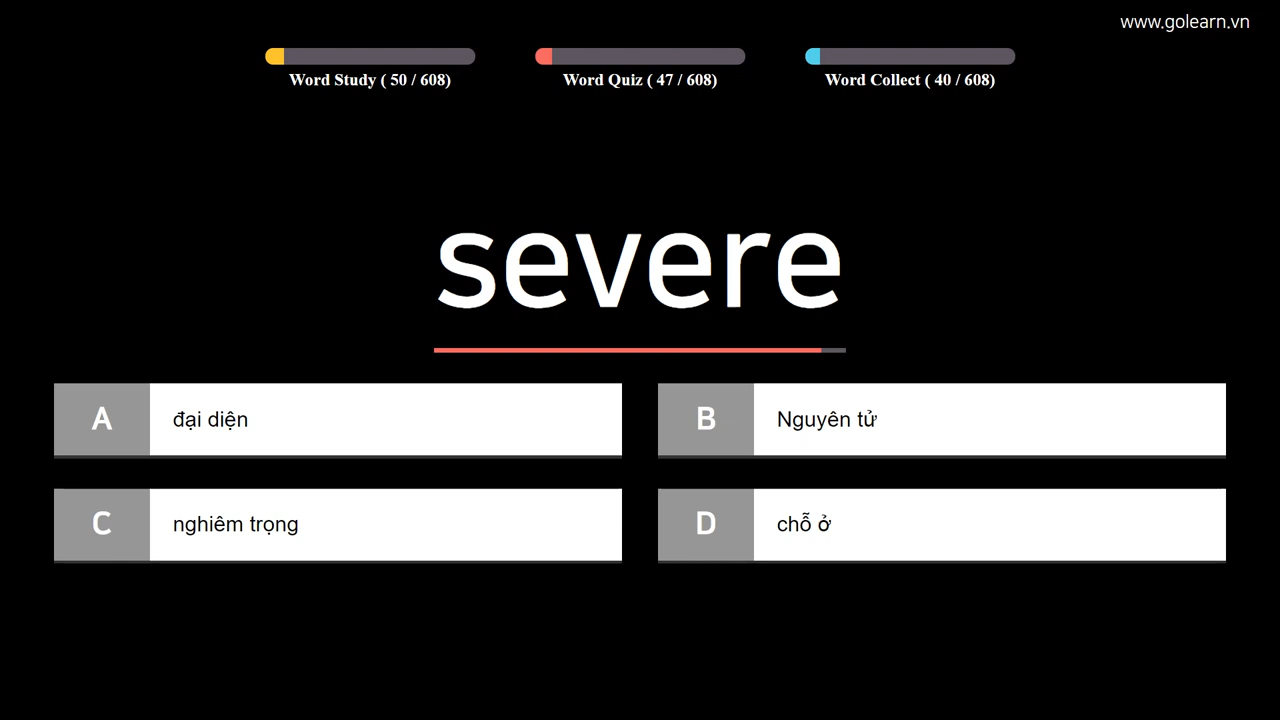 www.golearn.vn
Word Study ( 50 / 608)
Word Quiz ( 47 / 608)
Word Collect ( 40 / 608)
severe
A đại diện
B Nguyên tử
C nghiêm trọng
D chỗ ở